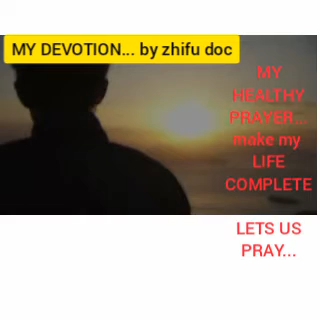 MY DEVOTION... by zhifu doc
MY
HEALTHY
PRAYER...
make my
LIFE
COMPLETE
LETS US
PRAY...